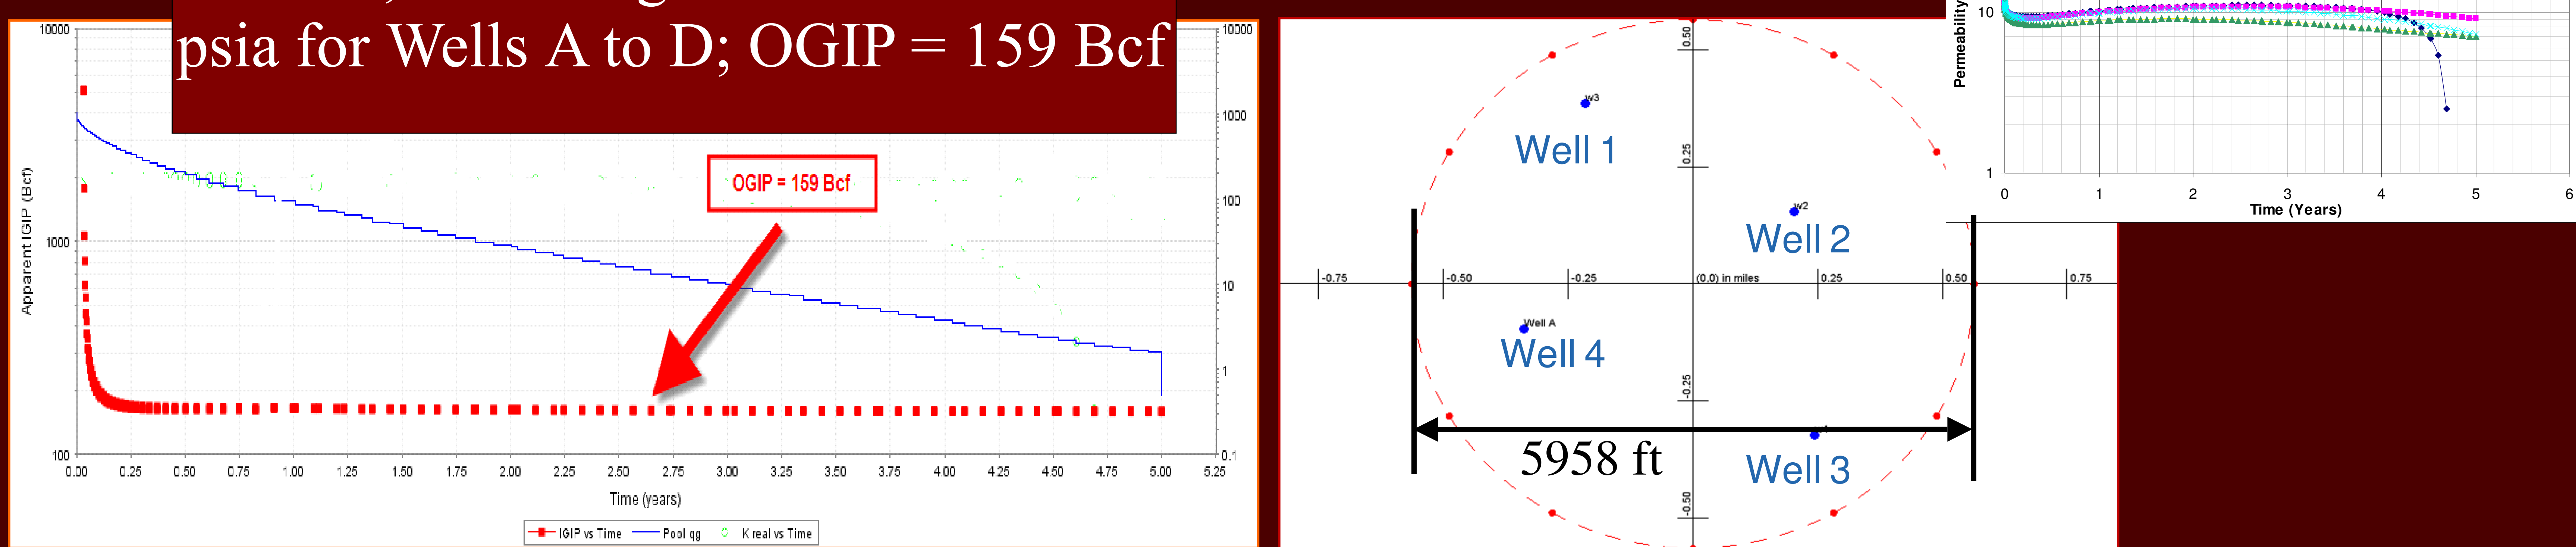 psia for Wells A to D; OGIP = 159 Bcf
10000
1000
100
Apparent IGIP (Bcf)
10000
1000
100
10
1
0.1
OGIP = 159 Bcf
0.00 0.25 0.50 0.75 1.00 1.25 1.50 1.75 2.00 2.25 2.50 2.75 3.00 3.25 3.50 3.75 4.00 4.25 4.50 4.75 5.00 5.25
Time (years)
IGIP vs Time Pool qg K real vs Time
0.50
w3
Well 1
0.25
w2
Well 2
-0.75 -0.50 -0.25 (0,0) in miles 0.25 0.50 0.75
Well A
Well 4
-0.25
5958 ft
Well 3
-0.50
Permeability
10
1
0 1 2 3 4 5 6
Time (Years)